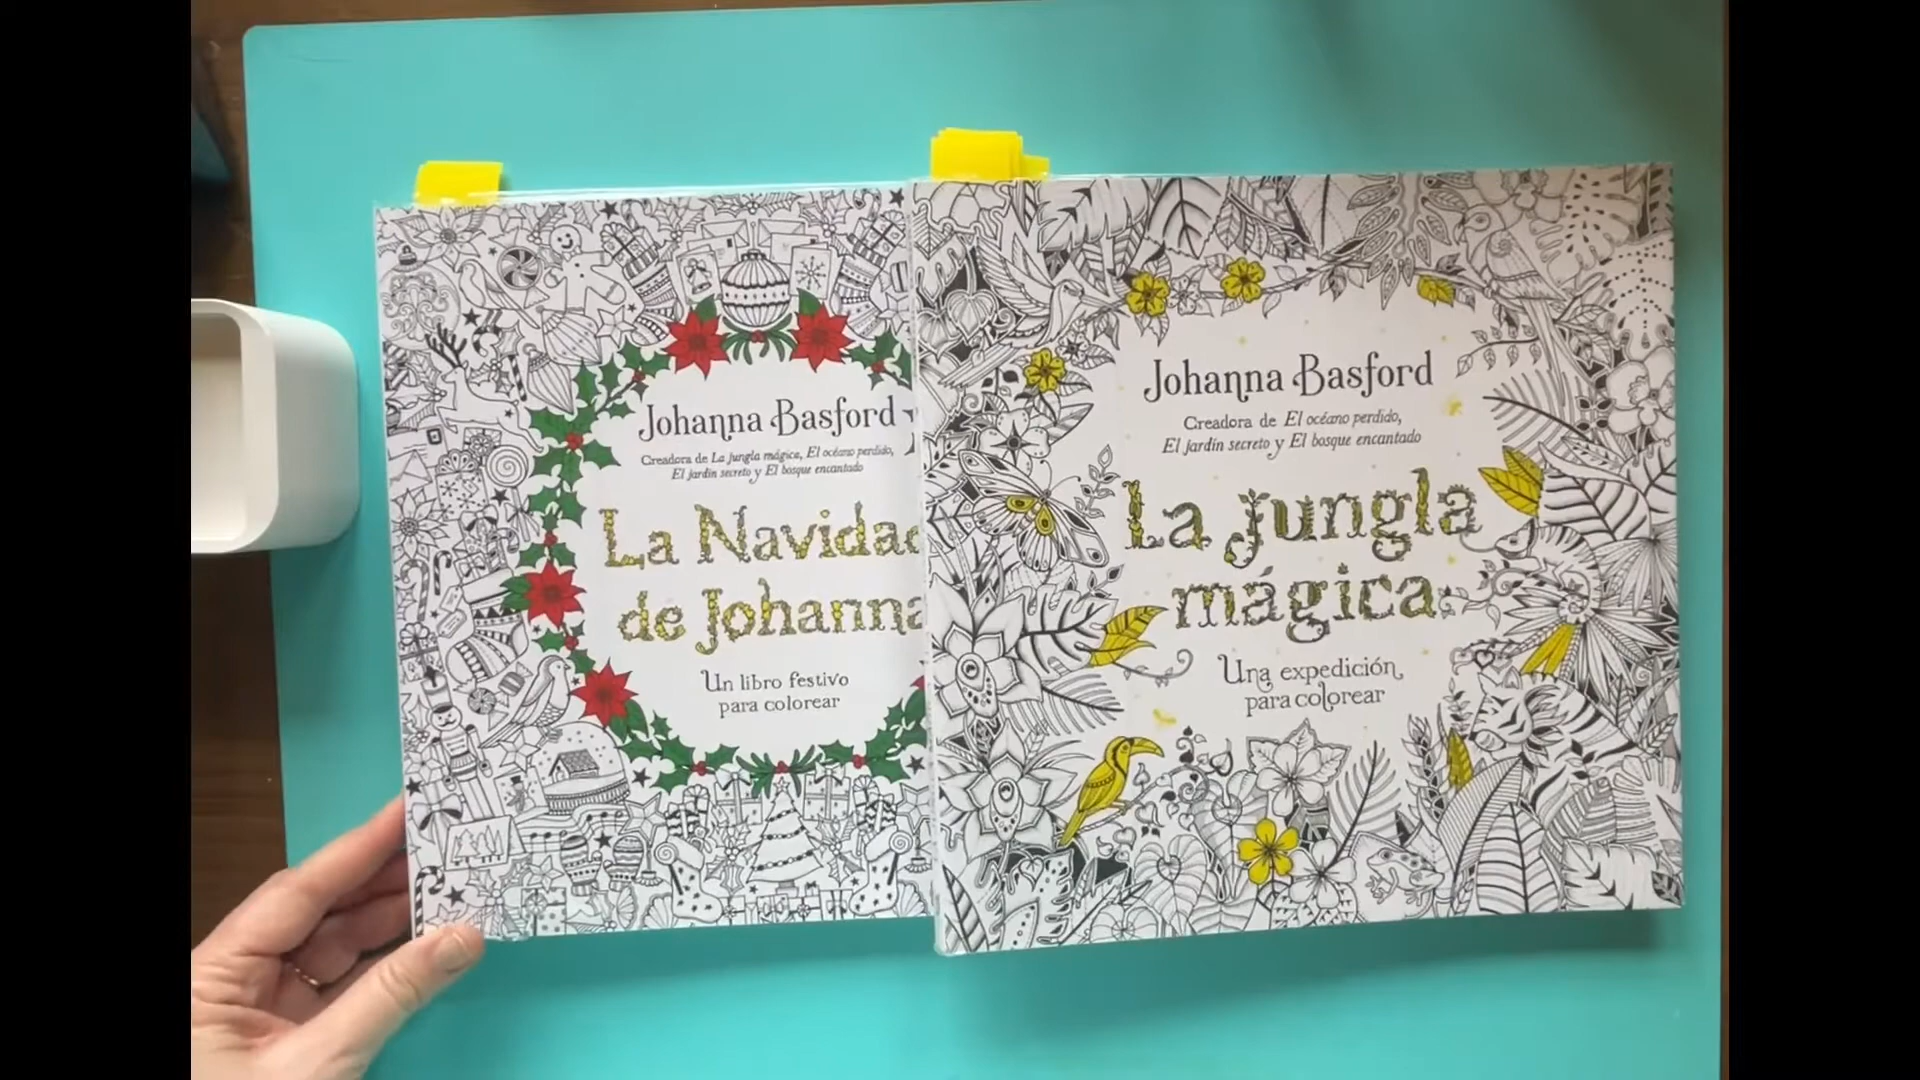 Johanna Basford
Creadora de La jungla mágica, El océano perdido,
El jardín secreto y El bosque encantado
La Navidad
de Johanna
Un libro festivo
para colorear
Johanna Basford
Creadora de El océano perdido,
El jardín secreto y El bosque encantado
La jungla
mágica
Una expedición
para colorear